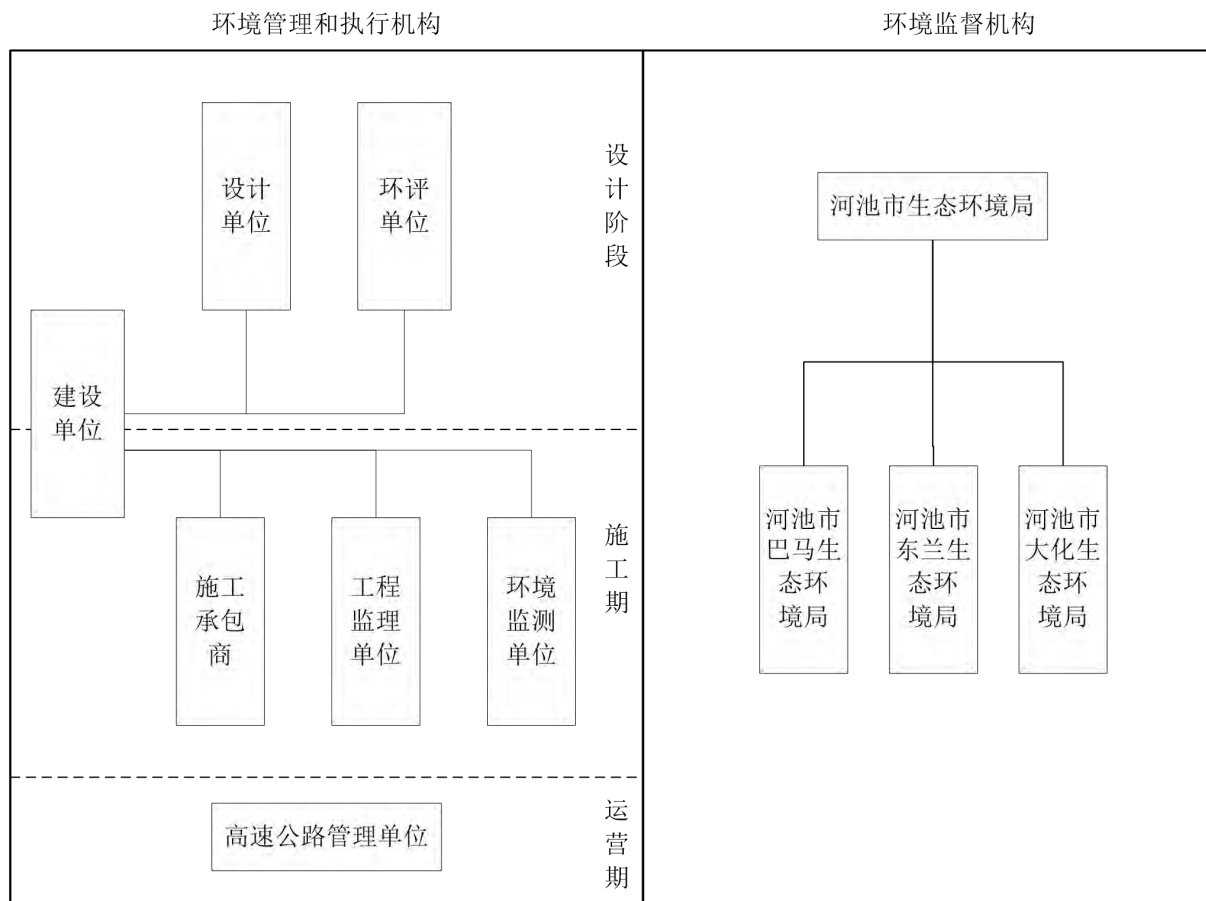 环境管理和执行机构
环境监督机构
设计
单位
环评
单位
设
计
阶
段
建设
单位
施工
承包
商
工程
监理
单位
环境
监测
单位
施
工
期
高速公路管理单位
运
营
期
河池市生态环境局
河池市
巴马生
态环
境局
河池市
东兰生
态环
境局
河池市
大化生
态环
境局